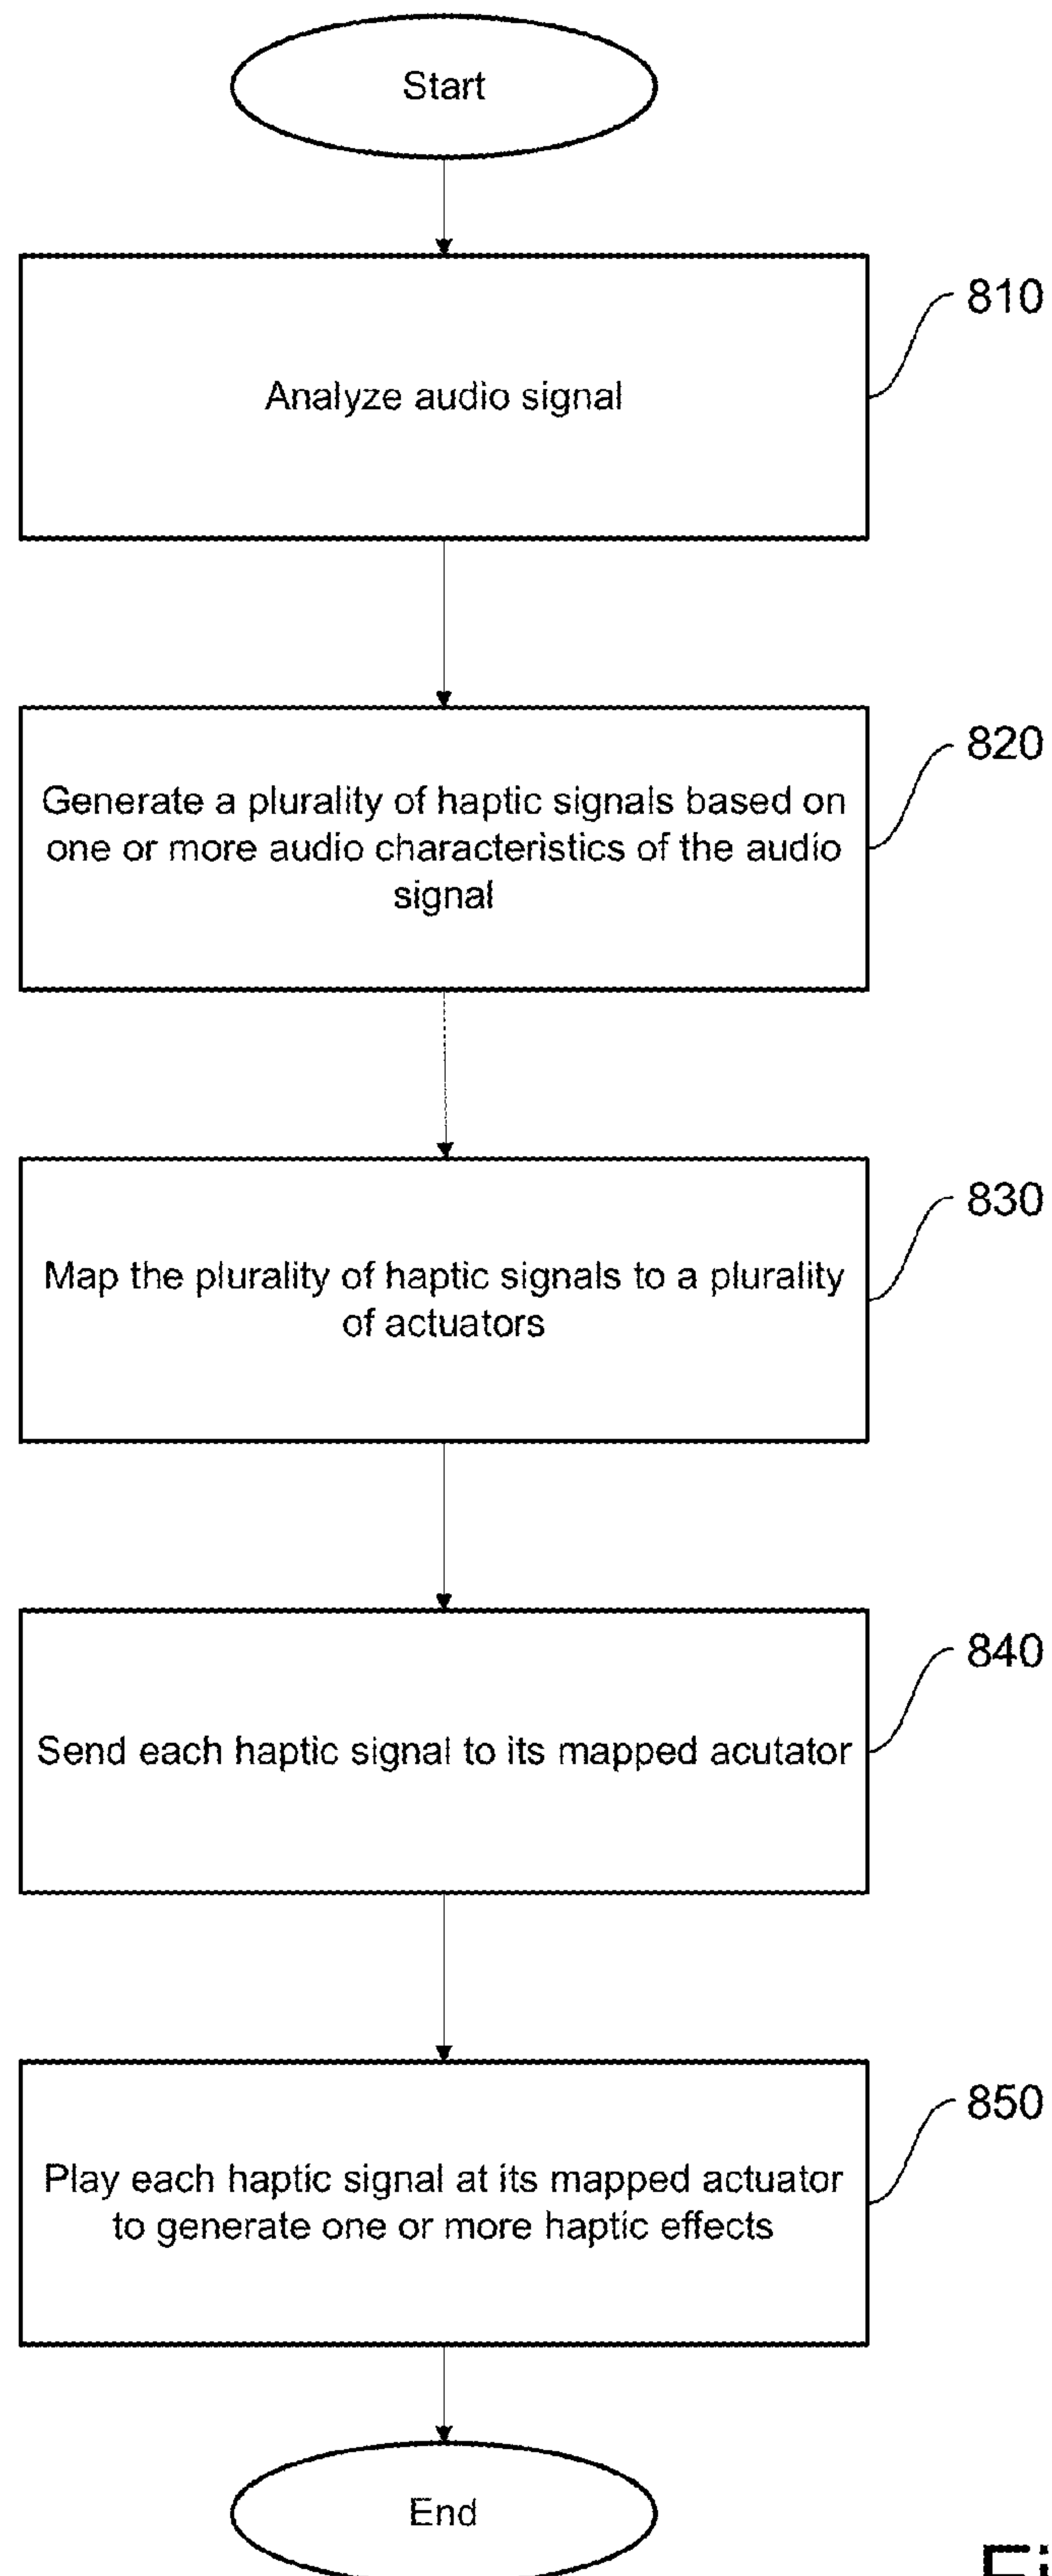 Start
810
Analyze audio signal
820
Generate a plurality of haptic signals based on
one or more audio characteristics of the audio
signal
830
Map the plurality of haptic signals to a plurality
of actuators
840
Send each haptic signal to its mapped acutator
850
Play each haptic signal at its mapped actuator
to generate one or more haptic effects
End